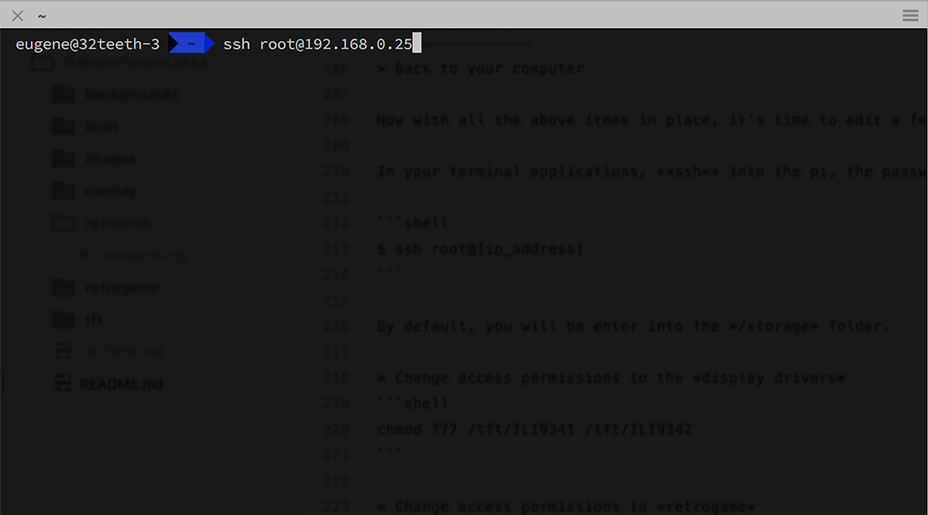 ~
eugene@32teeth-3 ~ ssh root@192.168.0.25
backgrounds
boot
images
overlay
retroarch
retroarch.cfg
retrogame
tft
LICENSE.md
README.md
206 > Back to your computer
207
208 Now with all the above items in place, it's time to edit a fe
209
210 In your terminal applications, **ssh** into the pi, the passw
211
212 ```shell
213 $ ssh root@[ip_address]
214 ```
215
216 By default, you will be enter into the */storage* folder.
217
218 * Change access permissions to the *display drivers*
219 ```shell
220 chmod 777 /tft/ILI9341 /tft/ILI9342
221 ```
222
223 * Change access permissions to *retrogame*